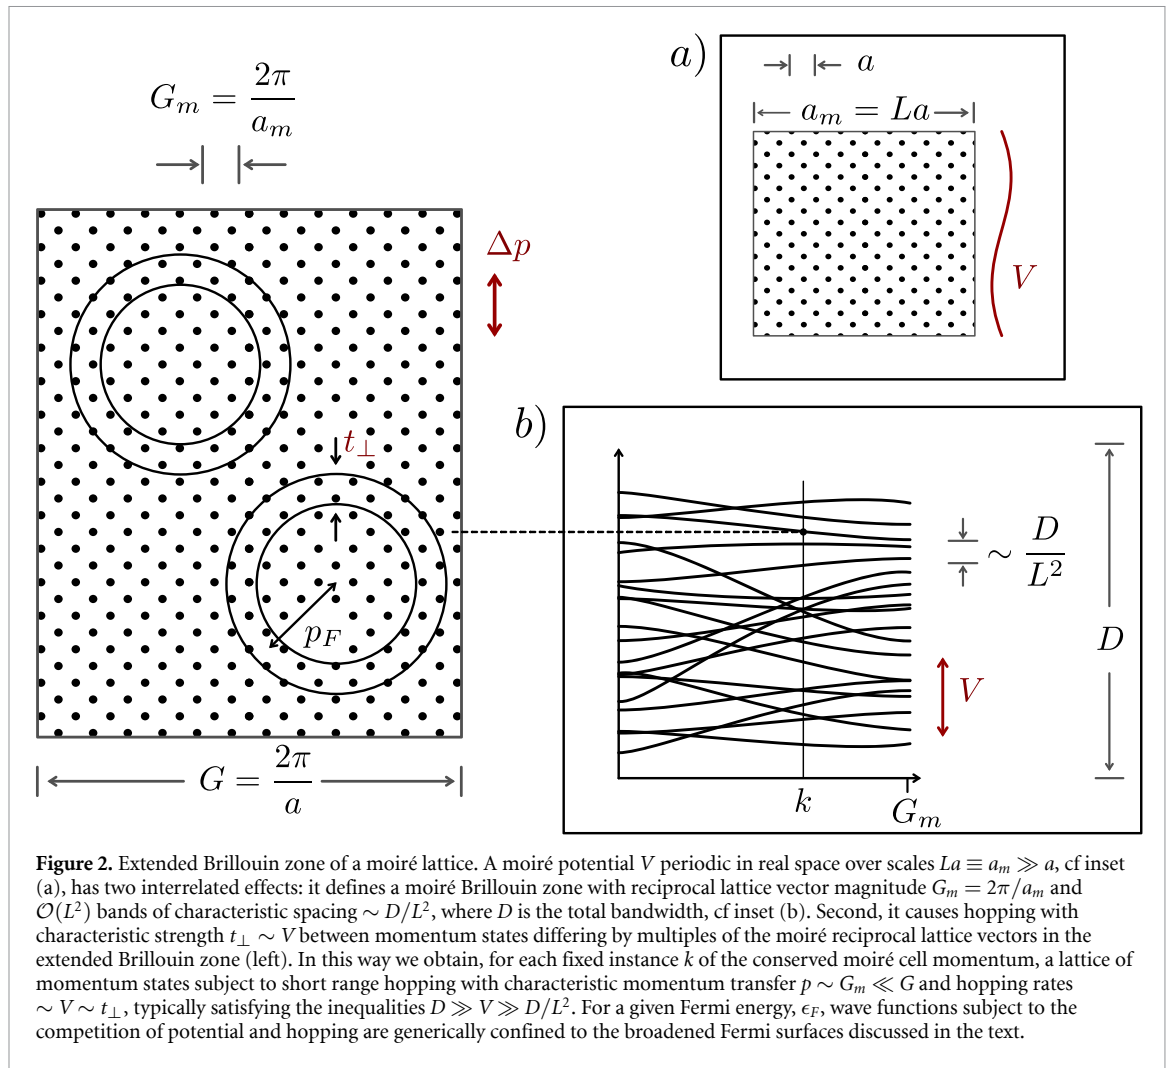 G_m = 2π/a_m
Δp
t_⊥
p_F
G = 2π/a
a)
a
a_m = La
V
b)
∼ D/L²
D
V
k
G_m
Figure 2. Extended Brillouin zone of a moiré lattice. A moiré potential V periodic in real space over scales La ≡ a_m ≫ a, cf inset
(a), has two interrelated effects: it defines a moiré Brillouin zone with reciprocal lattice vector magnitude G_m = 2π/a_m and
𝒪(L²) bands of characteristic spacing ∼ D/L², where D is the total bandwidth, cf inset (b). Second, it causes hopping with
characteristic strength t_⊥ ∼ V between momentum states differing by multiples of the moiré reciprocal lattice vectors in the
extended Brillouin zone (left). In this way we obtain, for each fixed instance k of the conserved moiré cell momentum, a lattice of
momentum states subject to short range hopping with characteristic momentum transfer p ∼ G_m ≪ G and hopping rates
∼ V ∼ t_⊥, typically satisfying the inequalities D ≫ V ≫ D/L². For a given Fermi energy, ϵ_F, wave functions subject to the
competition of potential and hopping are generically confined to the broadened Fermi surfaces discussed in the text.